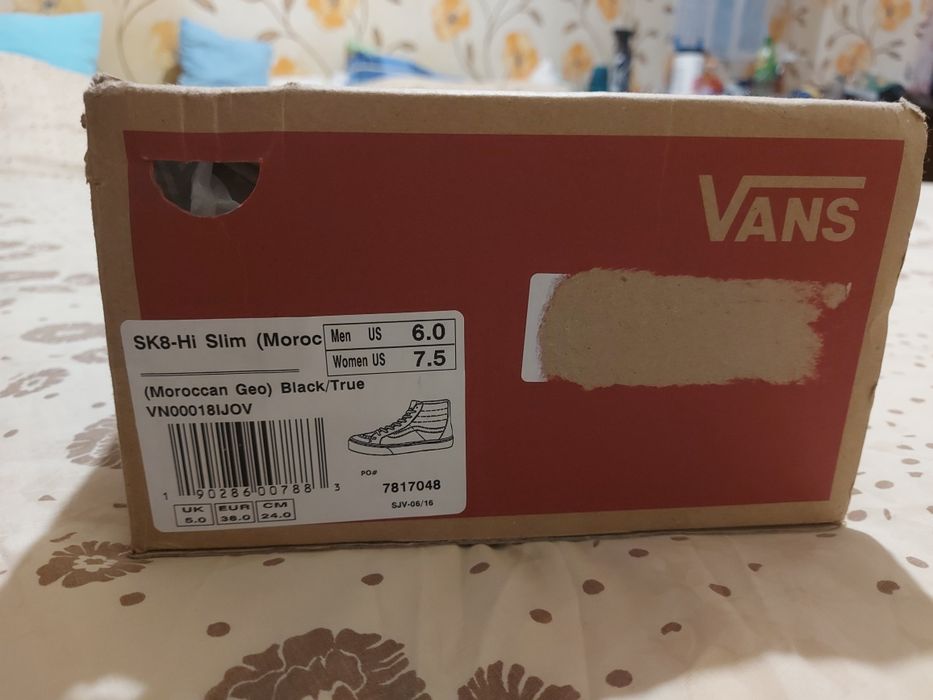 VANS
SK8-Hi Slim (Moroc
Men US 6.0
Women US 7.5
(Moroccan Geo) Black/True
VN00018IJOV
PO#
1 90286 00788 3
7817048
SJV-06/16
UK EUR CM
5.0 38.0 24.0